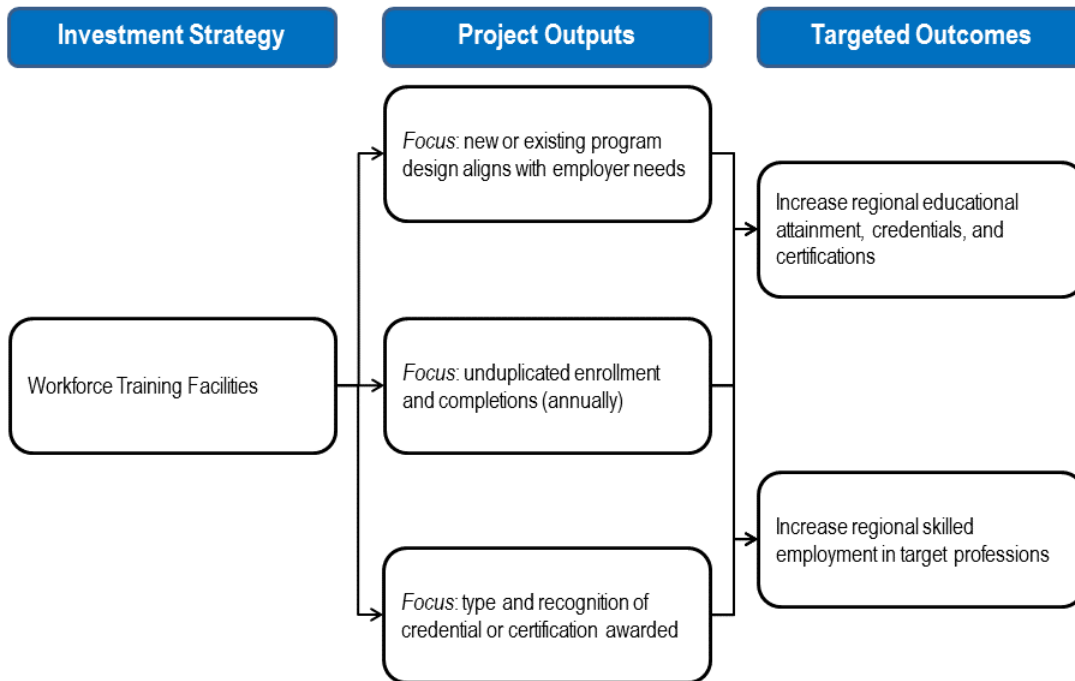 Investment Strategy
Project Outputs
Targeted Outcomes
Workforce Training Facilities
Focus: new or existing program
design aligns with employer needs
Focus: unduplicated enrollment
and completions (annually)
Focus: type and recognition of
credential or certification awarded
Increase regional educational
attainment, credentials, and
certifications
Increase regional skilled
employment in target professions